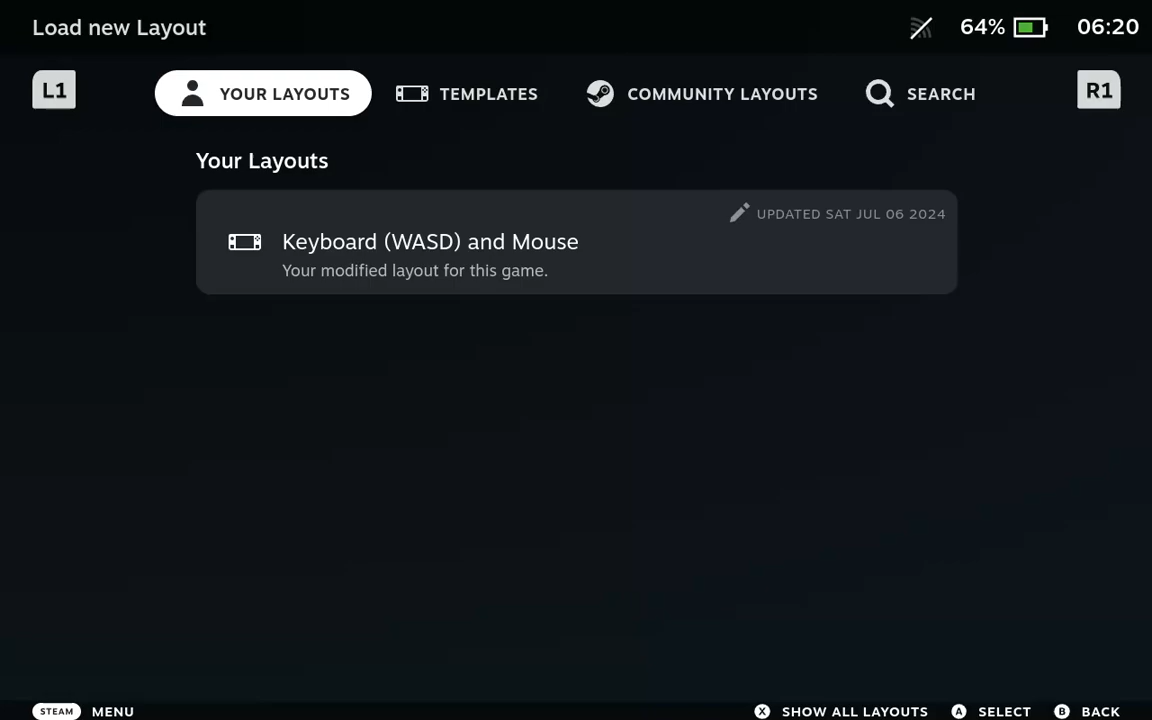 Load new Layout
64%
06:20
L1
YOUR LAYOUTS
TEMPLATES
COMMUNITY LAYOUTS
SEARCH
R1
Your Layouts
UPDATED SAT JUL 06 2024
Keyboard (WASD) and Mouse
Your modified layout for this game.
STEAM MENU
X SHOW ALL LAYOUTS
A SELECT
B BACK